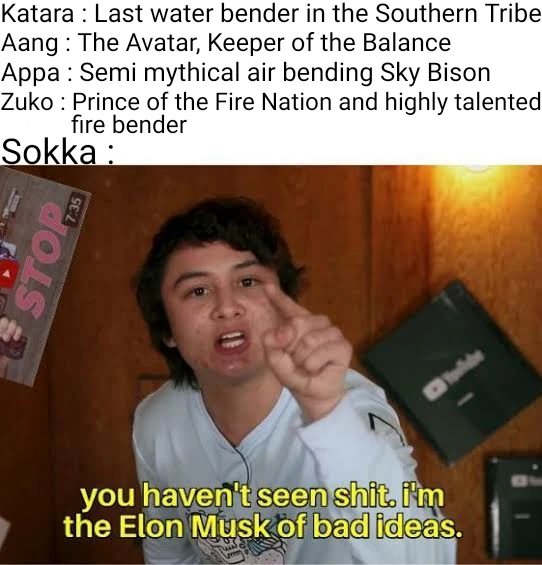 Katara : Last water bender in the Southern Tribe
Aang : The Avatar, Keeper of the Balance
Appa : Semi mythical air bending Sky Bison
Zuko : Prince of the Fire Nation and highly talented
fire bender
Sokka :
STOP
7:35
YouTube
you haven't seen shit. i'm
the Elon Musk of bad ideas.